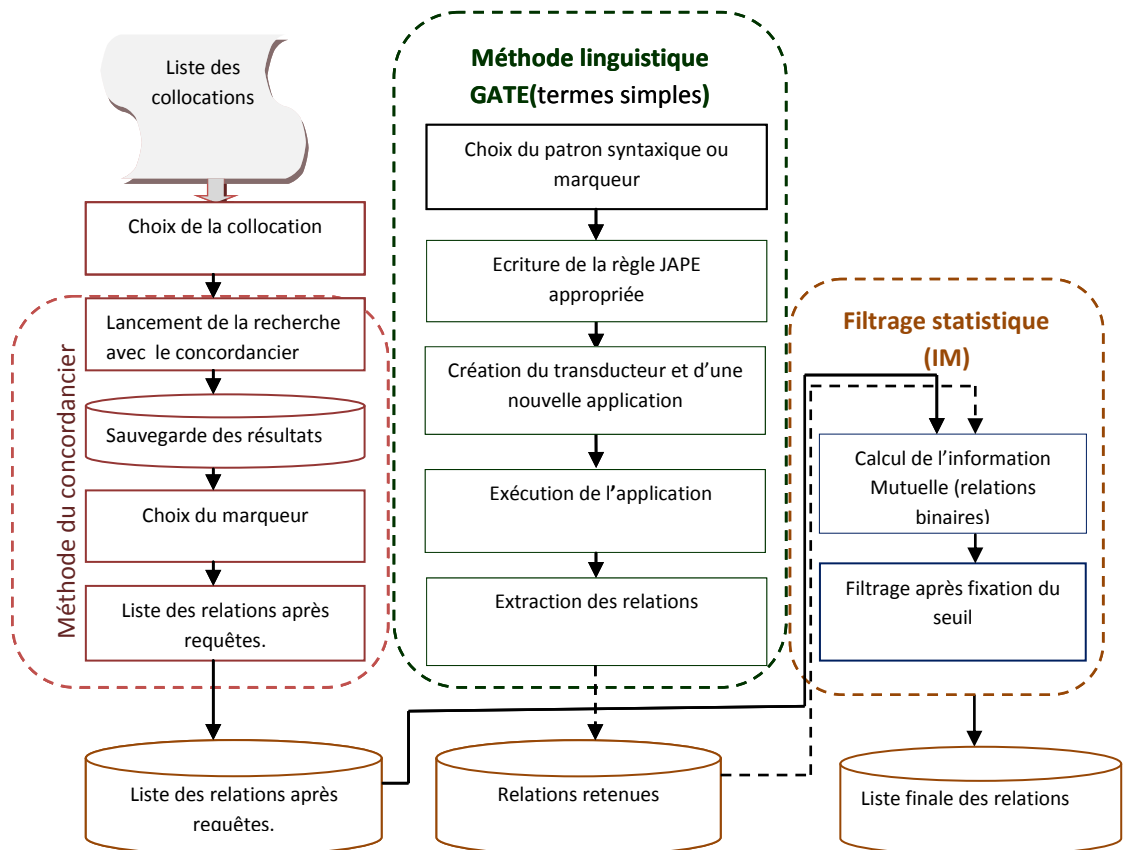 Liste des
collocations
Choix de la collocation
Méthode du concordancier
Lancement de la recherche
avec le concordancier
Sauvegarde des résultats
Choix du marqueur
Liste des relations après
requêtes.
Liste des relations après
requêtes.
Méthode linguistique
GATE(termes simples)
Choix du patron syntaxique ou
marqueur
Ecriture de la règle JAPE
appropriée
Création du transducteur et d’une
nouvelle application
Exécution de l’application
Extraction des relations
Relations retenues
Filtrage statistique
(IM)
Calcul de l’information
Mutuelle (relations
binaires)
Filtrage après fixation du
seuil
Liste finale des relations